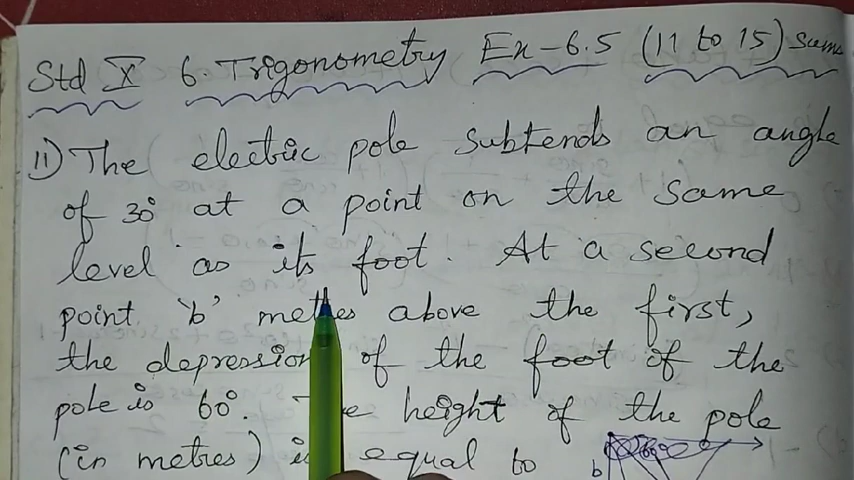 Std X 6. Trigonometry Ex-6.5 (11 to 15) Sums
11) The electric pole subtends an angle
of 30° at a point on the same
level as its foot. At a second
point 'b' metres above the first,
the depression of the foot of the
pole is 60°. height of the pole
(in metres) is equal to b